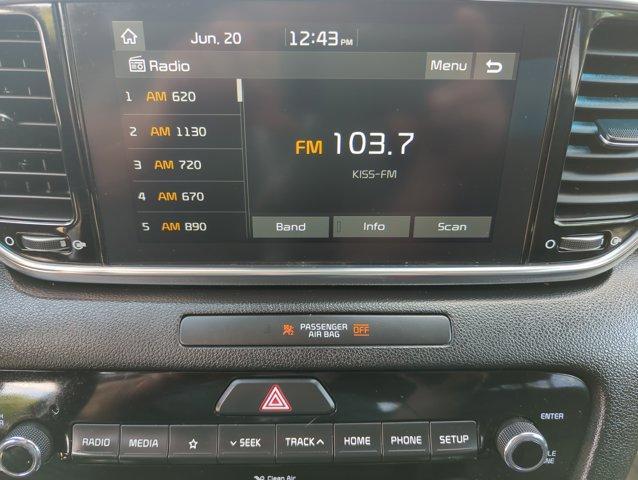 Jun. 20 12:43 PM
Radio Menu
1 AM 620
2 AM 1130
3 AM 720
4 AM 670
5 AM 890
FM 103.7
KISS-FM
Band Info Scan
PASSENGER
AIR BAG OFF
ENTER
RADIO MEDIA SEEK TRACK HOME PHONE SETUP
Clean Air